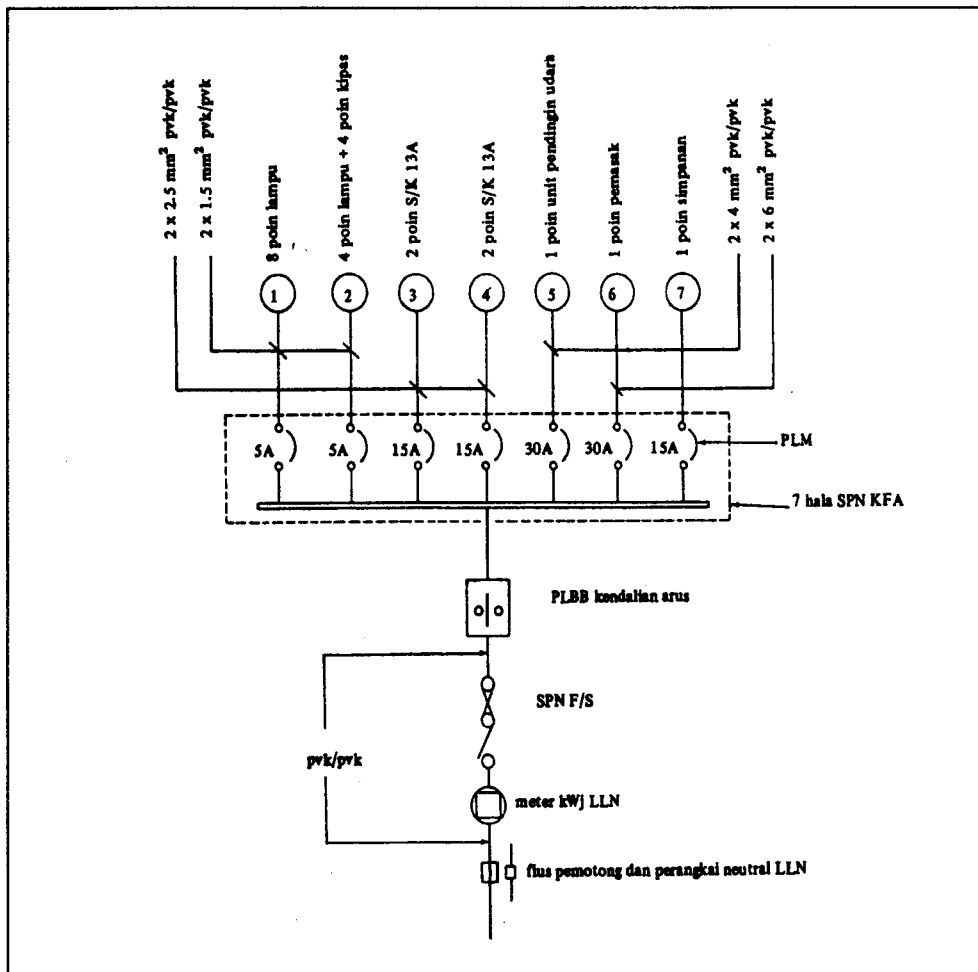 2 x 2.5 mm² pvk/pvk
2 x 1.5 mm² pvk/pvk
8 poin lampu
4 poin lampu + 4 poin kipas
2 poin S/K 13A
2 poin S/K 13A
1 poin unit pendingin udara
1 poin pemasak
1 poin simpanan
2 x 4 mm² pvk/pvk
2 x 6 mm² pvk/pvk
1
2
3
4
5
6
7
5A
5A
15A
15A
30A
30A
15A
PLM
7 hala SPN KFA
PLBB kendalian arus
SPN F/S
pvk/pvk
meter kWj LLN
fius pemotong dan perangkai neutral LLN